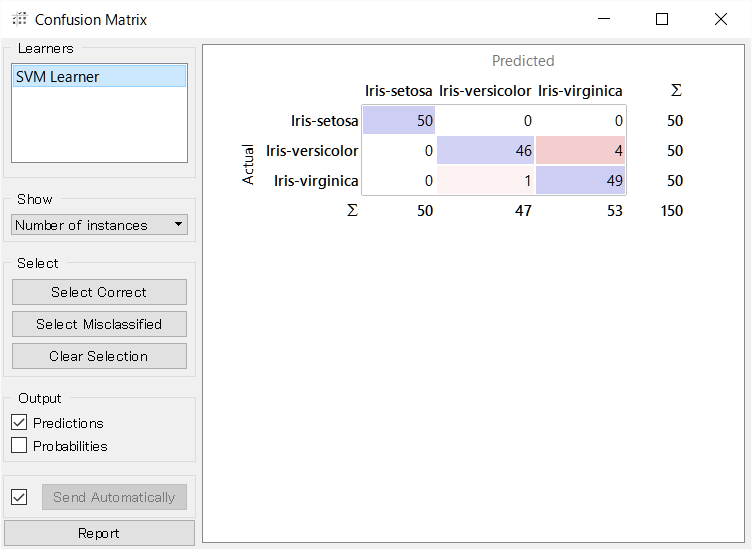 Confusion Matrix
Learners
SVM Learner
Show
Number of instances
Select
Select Correct
Select Misclassified
Clear Selection
Output
Predictions
Probabilities
Send Automatically
Report
Predicted
Iris-setosa Iris-versicolor Iris-virginica Σ
Actual
Iris-setosa 50 0 0 50
Iris-versicolor 0 46 4 50
Iris-virginica 0 1 49 50
Σ 50 47 53 150